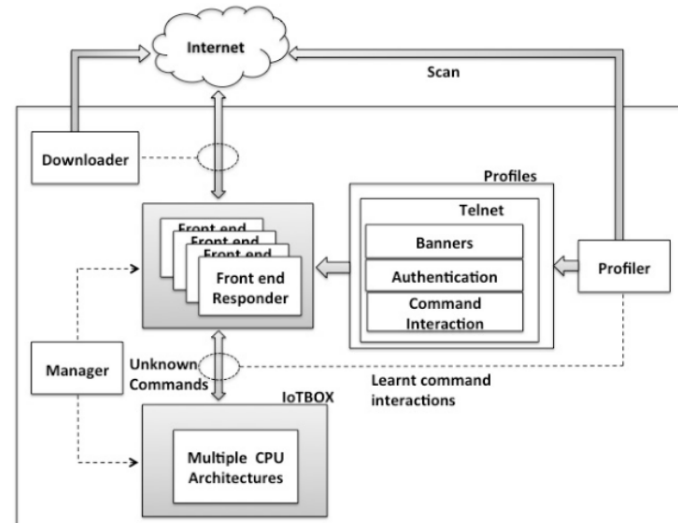 Internet
Scan
Downloader
Profiles
Telnet
Front end
Front end
Front end
Front end
Responder
Banners
Authentication
Command
Interaction
Profiler
Manager
Unknown
Commands
Learnt command
interactions
IoTBOX
Multiple CPU
Architectures